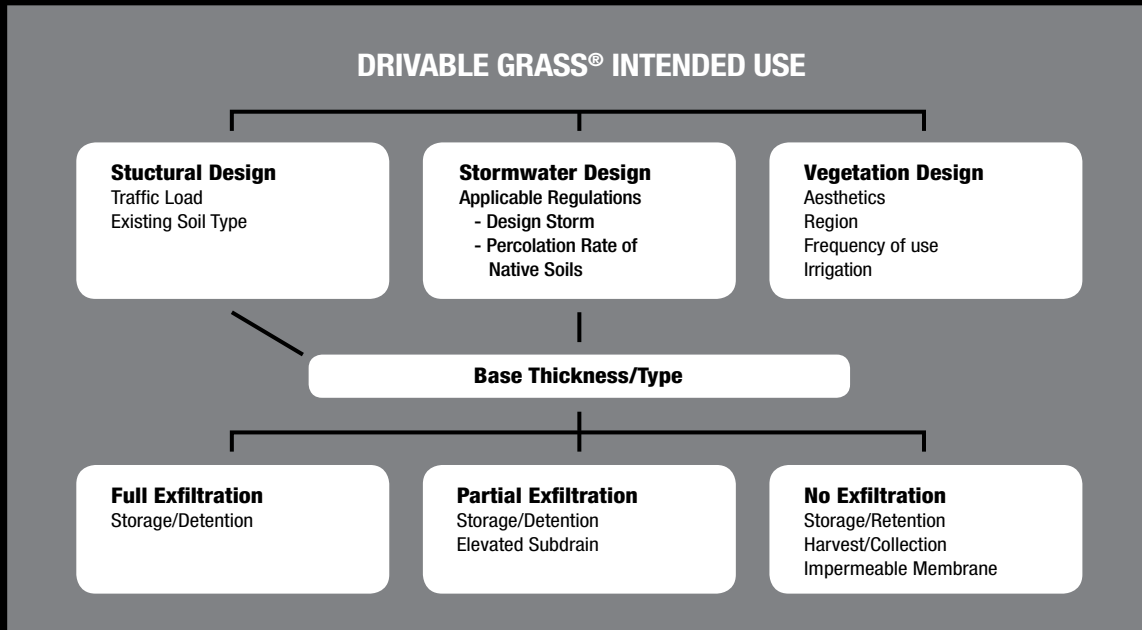 DRIVABLE GRASS® INTENDED USE
Stuctural Design
Traffic Load
Existing Soil Type
Stormwater Design
Applicable Regulations
- Design Storm
- Percolation Rate of
Native Soils
Vegetation Design
Aesthetics
Region
Frequency of use
Irrigation
Base Thickness/Type
Full Exfiltration
Storage/Detention
Partial Exfiltration
Storage/Detention
Elevated Subdrain
No Exfiltration
Storage/Retention
Harvest/Collection
Impermeable Membrane